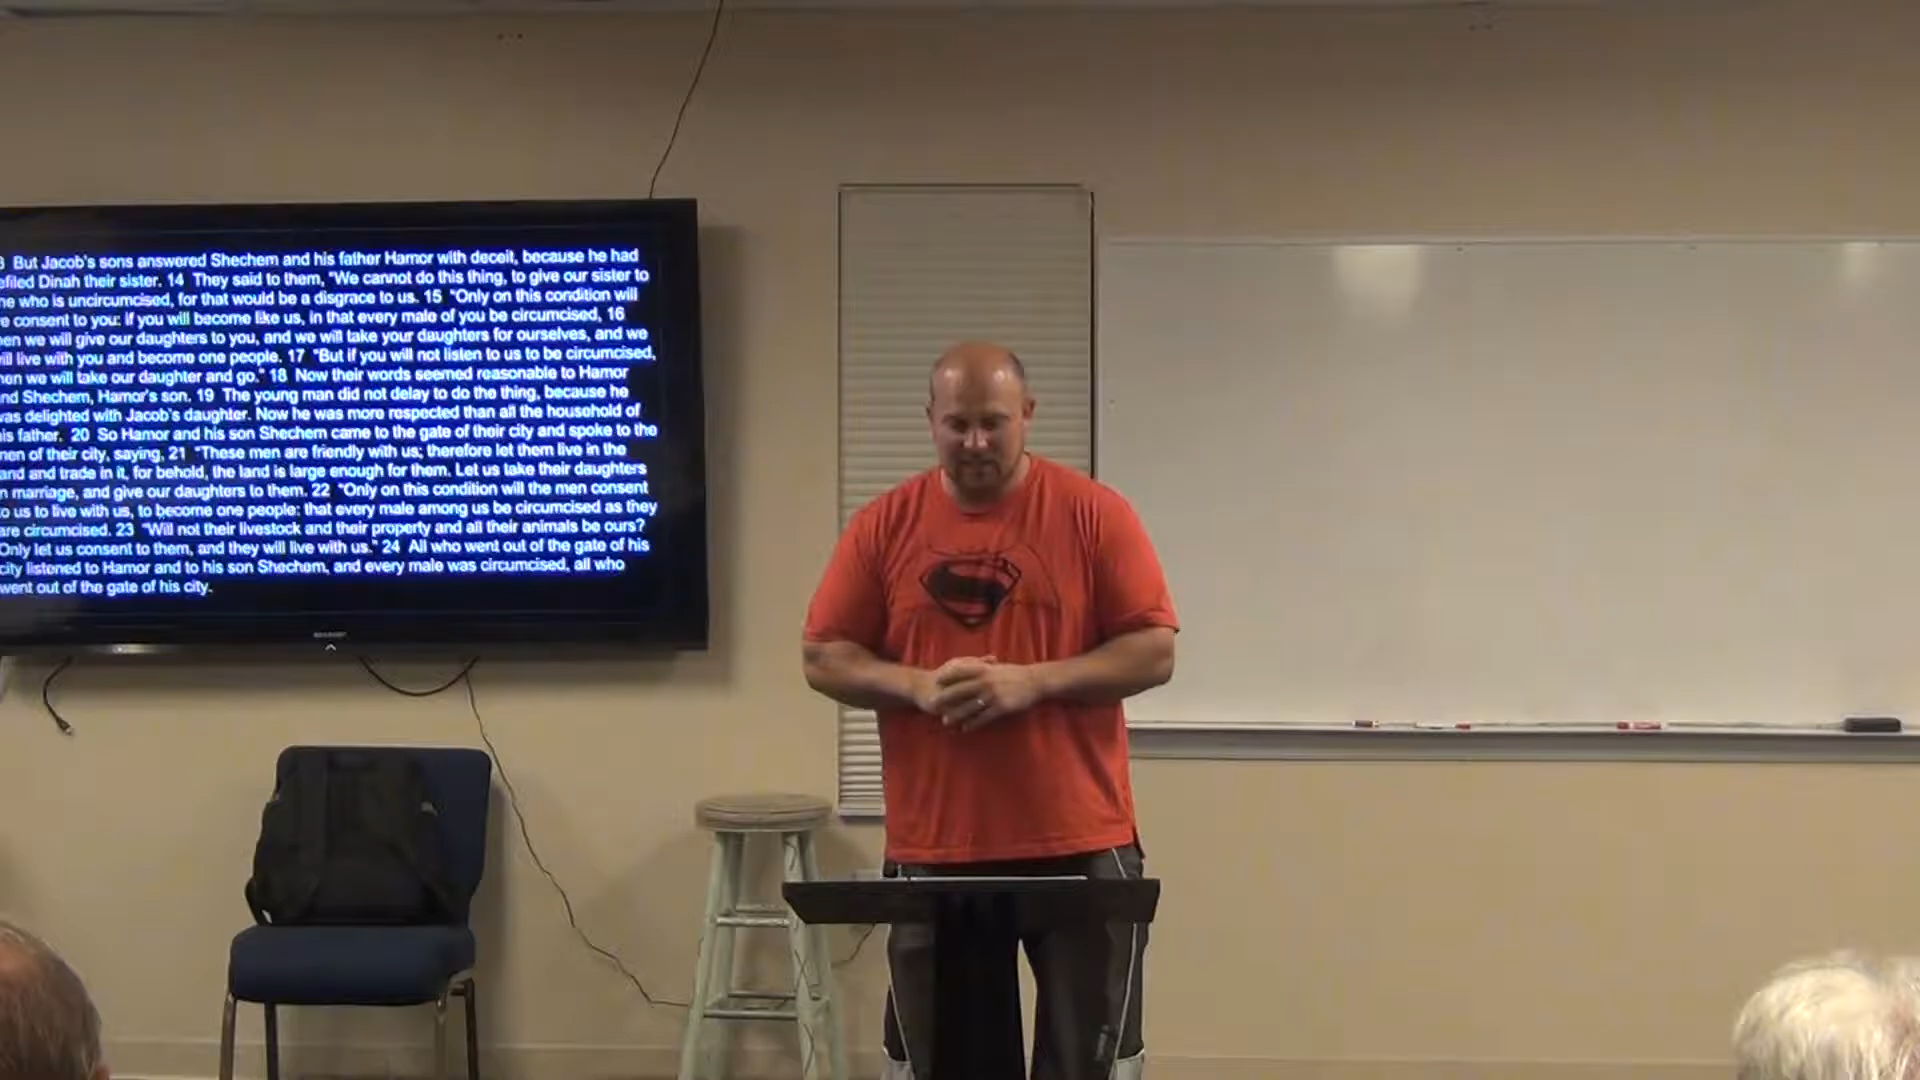 3 But Jacob's sons answered Shechem and his father Hamor with deceit, because he had
efiled Dinah their sister. 14 They said to them, "We cannot do this thing, to give our sister to
ne who is uncircumcised, for that would be a disgrace to us. 15 "Only on this condition will
e consent to you: if you will become like us, in that every male of you be circumcised, 16
en we will give our daughters to you, and we will take your daughters for ourselves, and we
ill live with you and become one people. 17 "But if you will not listen to us to be circumcised,
hen we will take our daughter and go." 18 Now their words seemed reasonable to Hamor
nd Shechem, Hamor's son. 19 The young man did not delay to do the thing, because he
was delighted with Jacob's daughter. Now he was more respected than all the household of
is father. 20 So Hamor and his son Shechem came to the gate of their city and spoke to the
men of their city, saying, 21 "These men are friendly with us; therefore let them live in the
and and trade in it, for behold, the land is large enough for them. Let us take their daughters
n marriage, and give our daughters to them. 22 "Only on this condition will the men consent
o us to live with us, to become one people: that every male among us be circumcised as they
are circumcised. 23 "Will not their livestock and their property and all their animals be ours?
Only let us consent to them, and they will live with us." 24 All who went out of the gate of his
city listened to Hamor and to his son Shechem, and every male was circumcised, all who
went out of the gate of his city.
SHARP